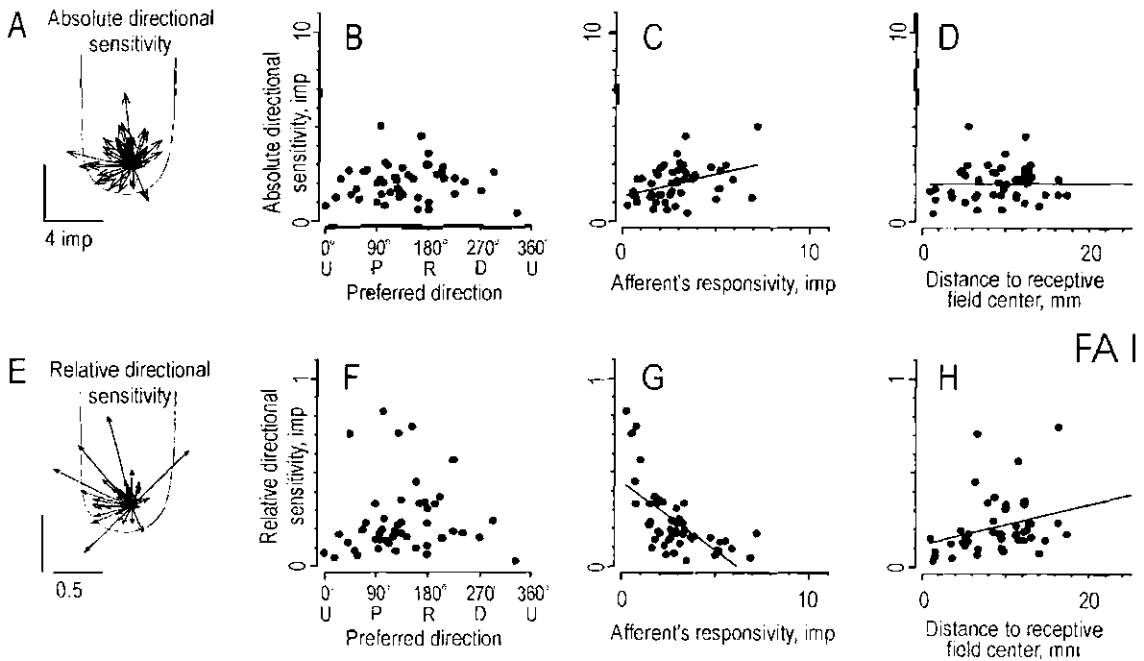 A
Absolute directional
sensitivity
4 imp
B
Absolute directional
sensitivity, imp
10
0
0° 90° 180° 270° 360°
U P R D U
Preferred direction
C
10
0
0 10
Afferent's responsivity, imp
D
10
0
0 20
Distance to receptive
field center, mm
FA I
E
Relative directional
sensitivity
0.5
F
Relative directional
sensitivity, imp
1
0
0° 90° 180° 270° 360°
U P R D U
Preferred direction
G
1
0
0 10
Afferent's responsivity, imp
H
1
0
0 20
Distance to receptive
field center, mm